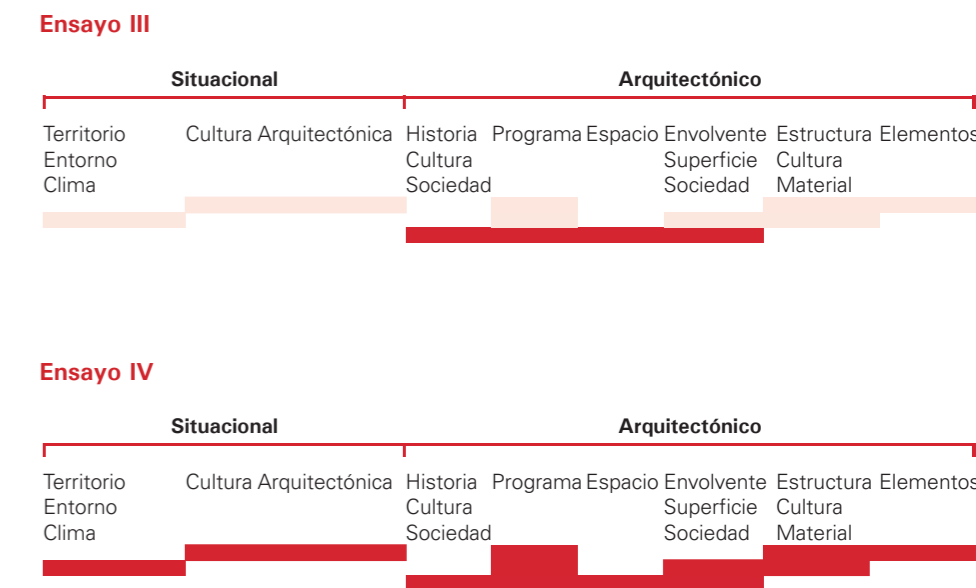 Ensayo III
Situacional Arquitectónico
Territorio Cultura Arquitectónica Historia Programa Espacio Envolvente Estructura Elementos
Entorno Cultura Superficie Cultura
Clima Sociedad Sociedad Material
Ensayo IV
Situacional Arquitectónico
Territorio Cultura Arquitectónica Historia Programa Espacio Envolvente Estructura Elementos
Entorno Cultura Superficie Cultura
Clima Sociedad Sociedad Material